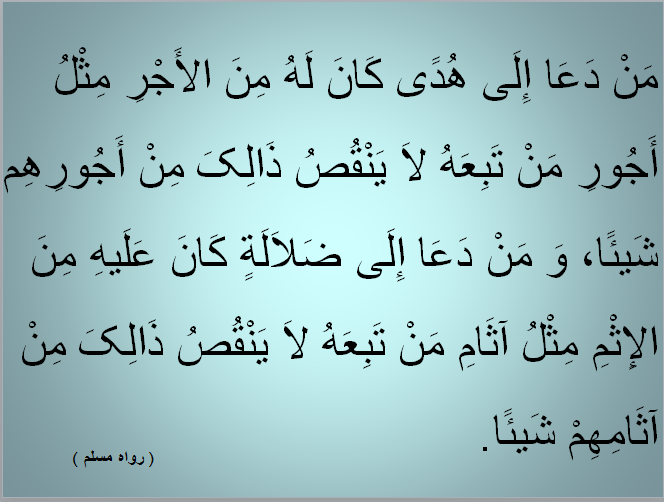 مَنْ دَعَا إِلَى هُدًى كَانَ لَهُ مِنَ الأَجْرِ مِثْلُ
أَجُورِ مَنْ تَبِعَهُ لاَ يَنْقُصُ ذَالِکَ مِنْ أَجُورِهِم
شَيئًا، وَ مَنْ دَعَا إِلَى ضَلاَلَةٍ كَانَ عَلَيهِ مِنَ
الإِثْمِ مِثْلُ آثَامِ مَنْ تَبِعَهُ لاَ يَنْقُصُ ذَالِکَ مِنْ
آثَامِهِمْ شَيئًا.
( رواه مسلم )